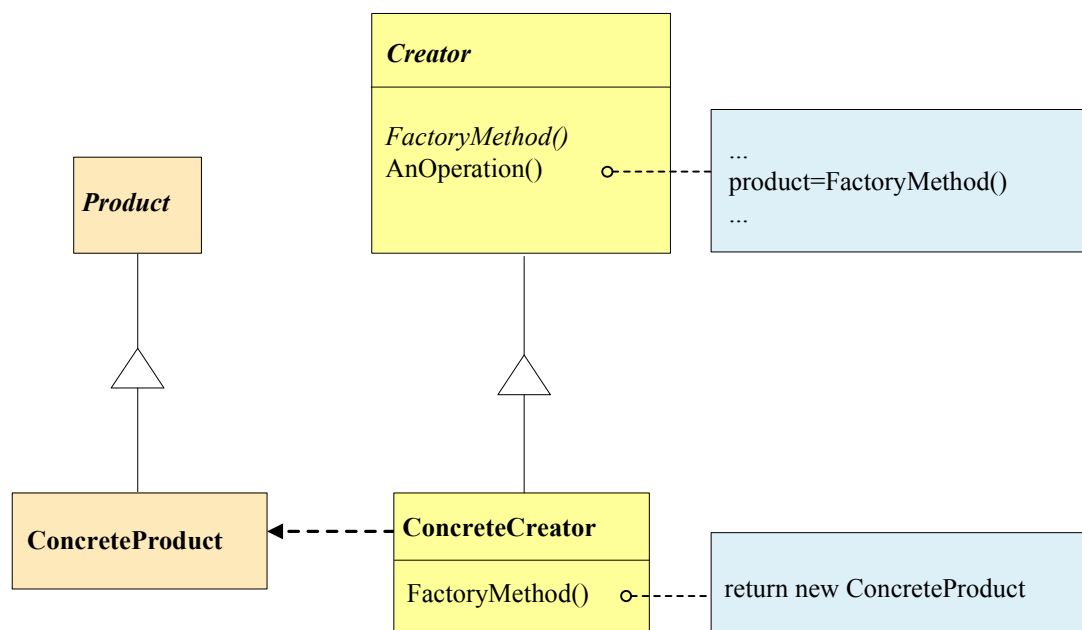 Creator
FactoryMethod()
AnOperation()
...
product=FactoryMethod()
...
Product
ConcreteProduct
ConcreteCreator
FactoryMethod()
return new ConcreteProduct